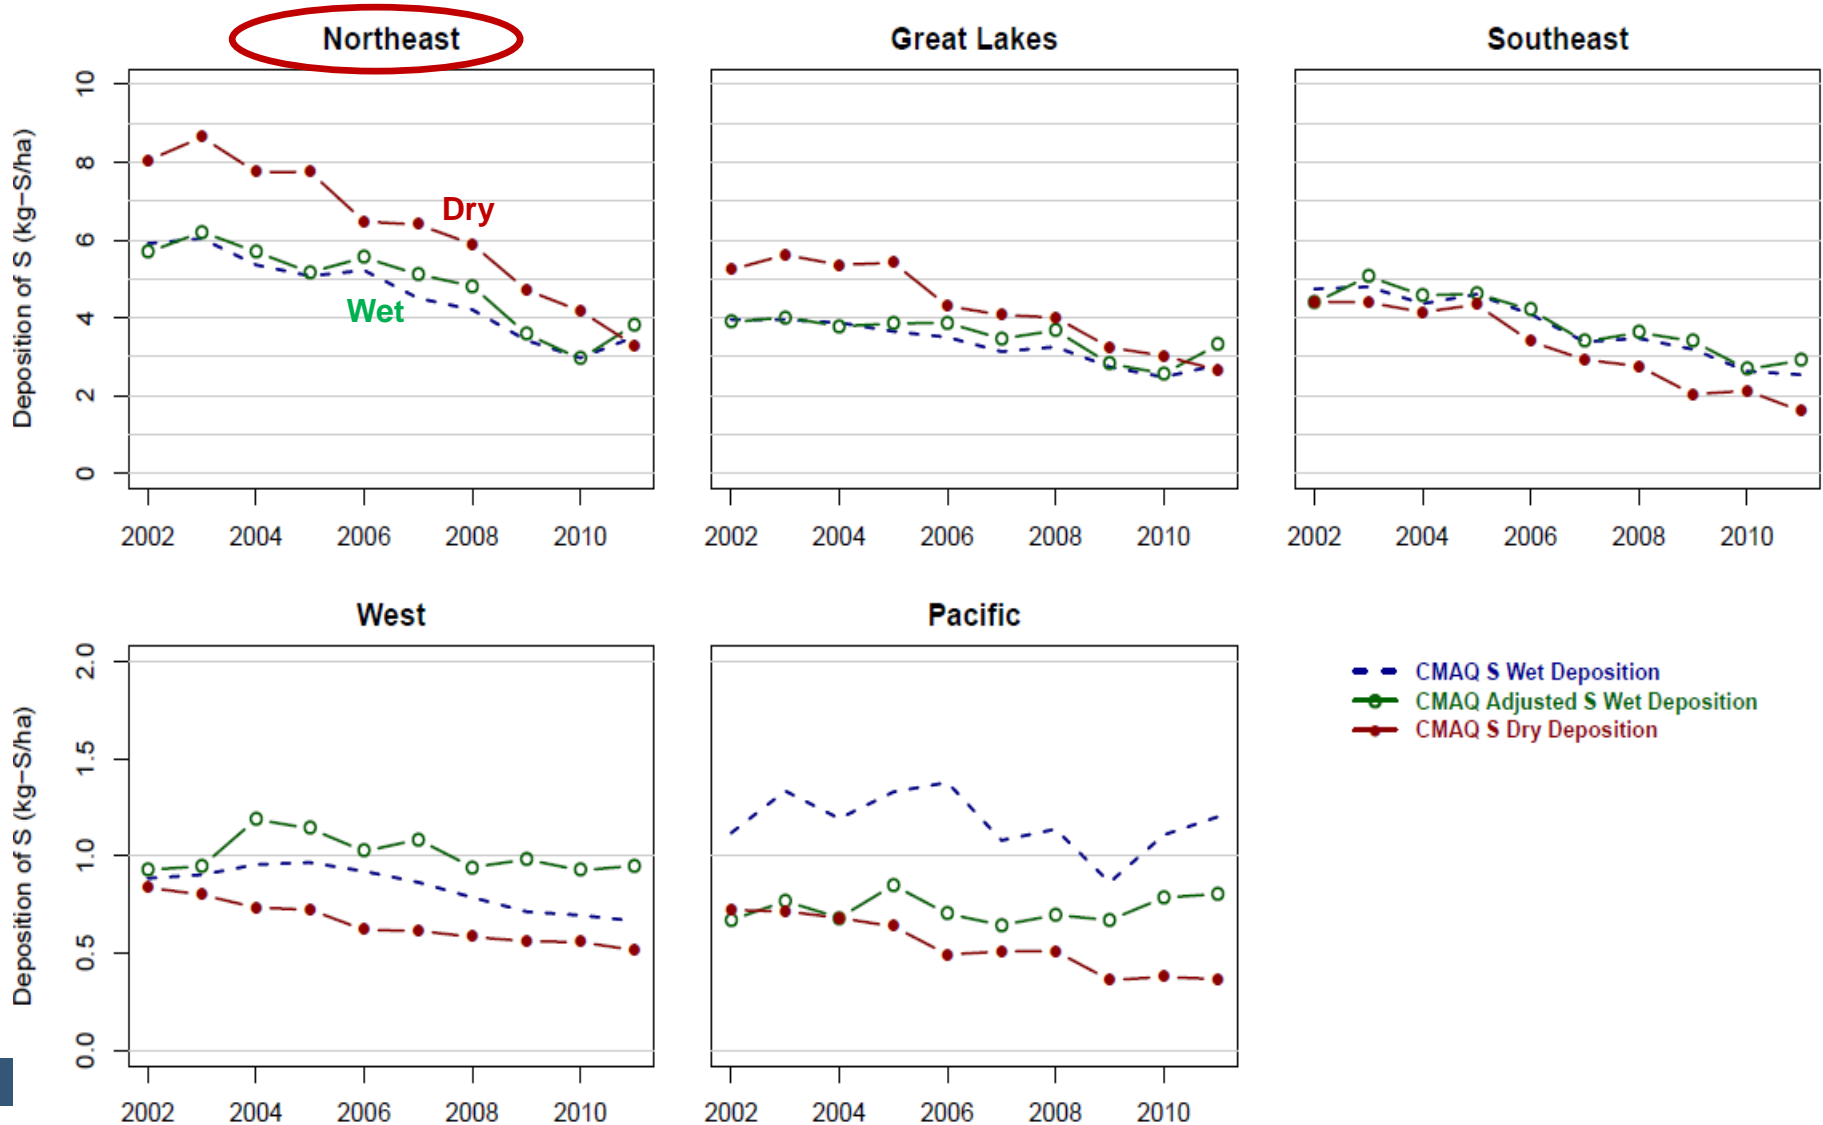 Northeast
Great Lakes
Southeast
Deposition of S (kg−S/ha)
10
8
6
4
2
0
Dry
Wet
2002 2004 2006 2008 2010
2002 2004 2006 2008 2010
2002 2004 2006 2008 2010
West
Pacific
Deposition of S (kg−S/ha)
2.0
1.5
1.0
0.5
0.0
CMAQ S Wet Deposition
CMAQ Adjusted S Wet Deposition
CMAQ S Dry Deposition
2002 2004 2006 2008 2010
2002 2004 2006 2008 2010